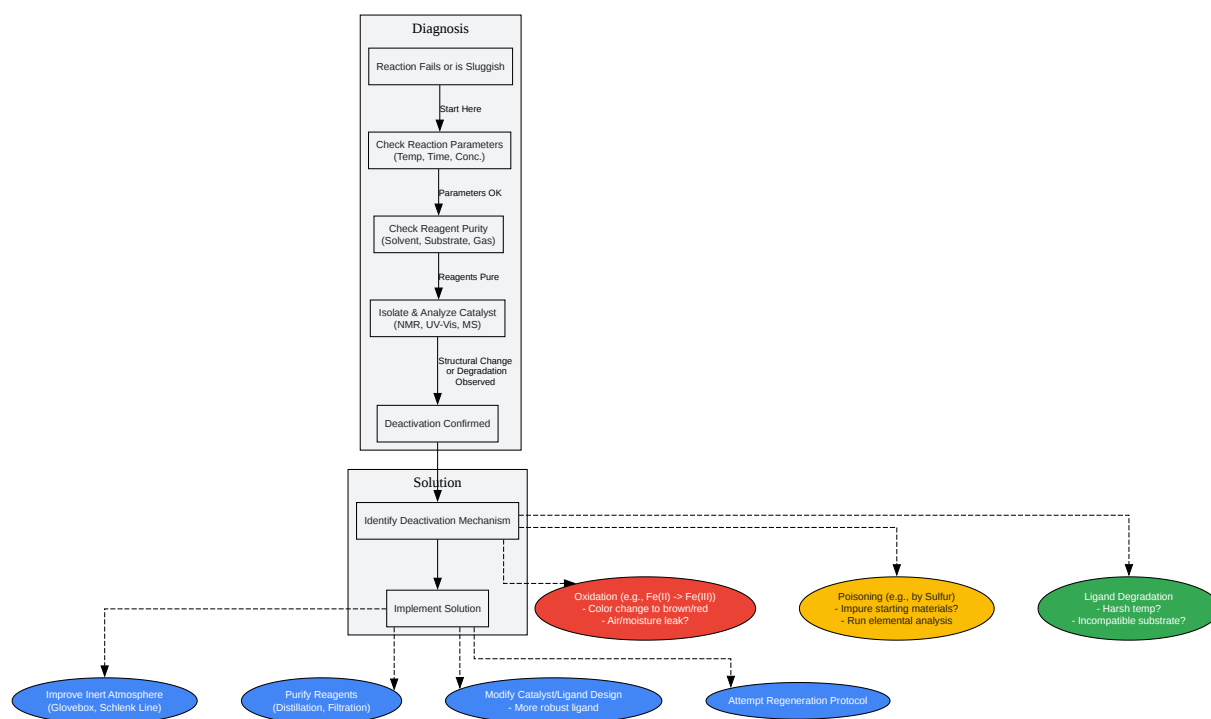 Diagnosis
Reaction Fails or is Sluggish
Start Here
Check Reaction Parameters
(Temp, Time, Conc.)
Parameters OK
Check Reagent Purity
(Solvent, Substrate, Gas)
Reagents Pure
Isolate & Analyze Catalyst
(NMR, UV-Vis, MS)
Structural Change
or Degradation
Observed
Deactivation Confirmed
Solution
Identify Deactivation Mechanism
Implement Solution
Oxidation (e.g., Fe(II) -> Fe(III))
- Color change to brown/red
- Air/moisture leak?
Poisoning (e.g., by Sulfur)
- Impure starting materials?
- Run elemental analysis
Ligand Degradation
- Harsh temp?
- Incompatible substrate?
Improve Inert Atmosphere
(Glovebox, Schlenk Line)
Purify Reagents
(Distillation, Filtration)
Modify Catalyst/Ligand Design
- More robust ligand
Attempt Regeneration Protocol